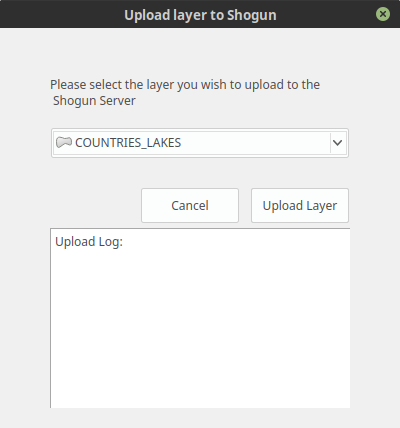 Upload layer to Shogun
Please select the layer you wish to upload to the
Shogun Server
COUNTRIES_LAKES
Cancel
Upload Layer
Upload Log: